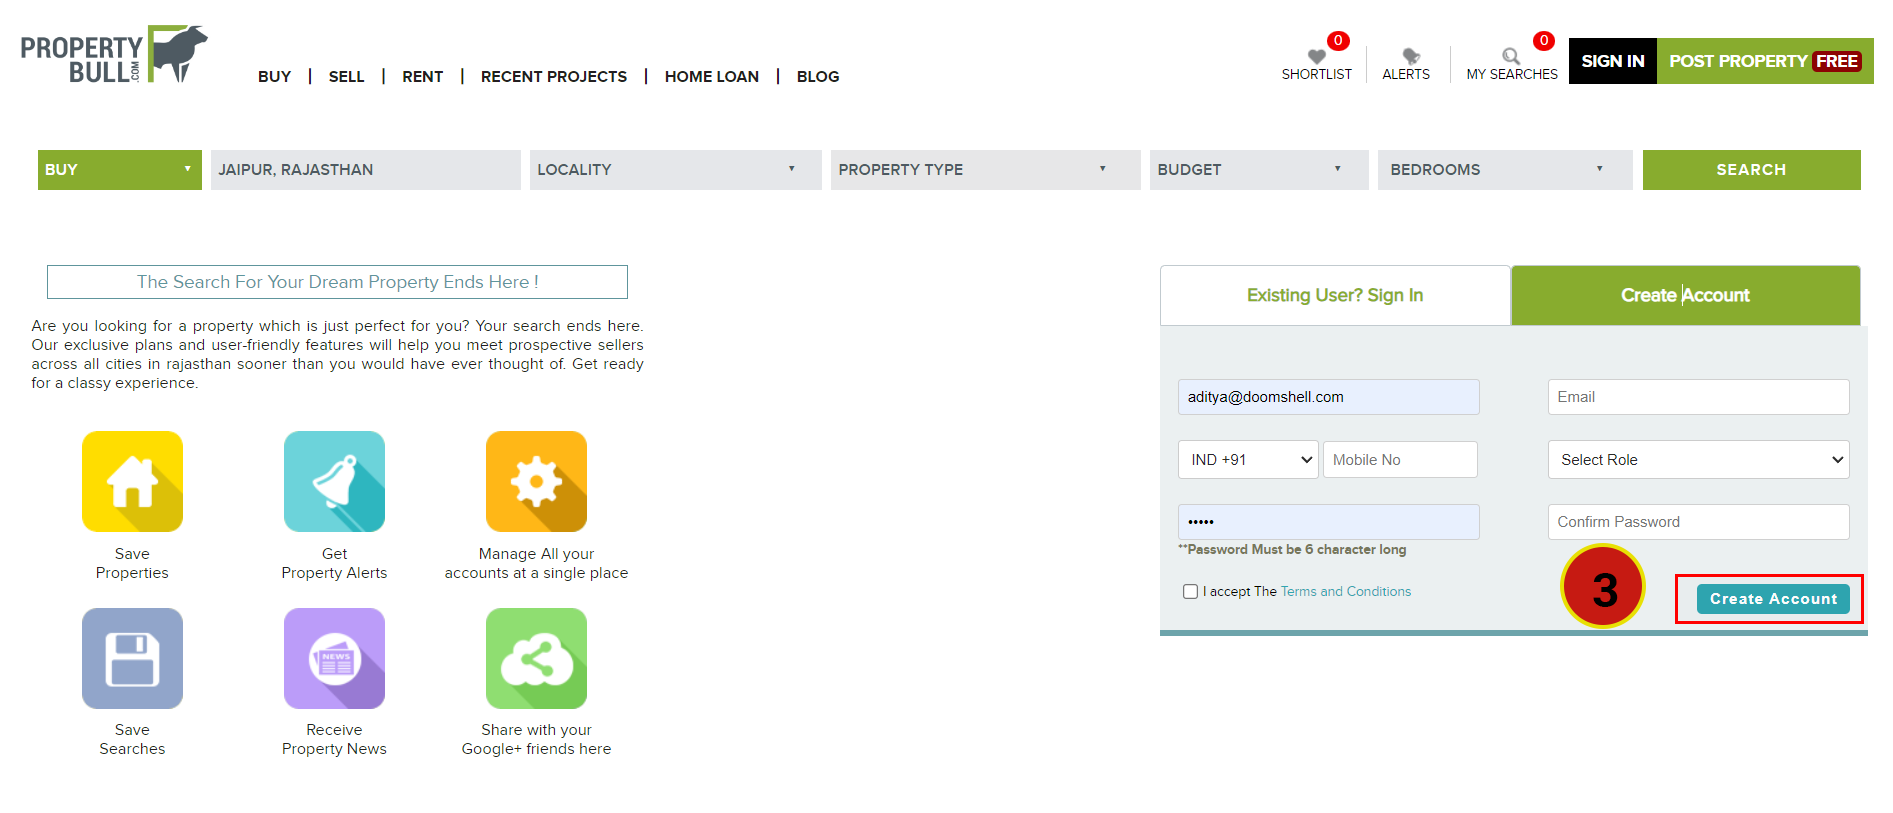 PROPERTY
BULL.COM
BUY | SELL | RENT | RECENT PROJECTS | HOME LOAN | BLOG
0
SHORTLIST
ALERTS
0
MY SEARCHES
SIGN IN
POST PROPERTY FREE
BUY
JAIPUR, RAJASTHAN
LOCALITY
PROPERTY TYPE
BUDGET
BEDROOMS
SEARCH
The Search For Your Dream Property Ends Here !
Are you looking for a property which is just perfect for you? Your search ends here.
Our exclusive plans and user-friendly features will help you meet prospective sellers
across all cities in rajasthan sooner than you would have ever thought of. Get ready
for a classy experience.
Save
Properties
Get
Property Alerts
Manage All your
accounts at a single place
Save
Searches
NEWS
Receive
Property News
Share with your
Google+ friends here
Existing User? Sign In
Create Account
aditya@doomshell.com
Email
IND +91
Mobile No
Select Role
•••••
Confirm Password
**Password Must be 6 character long
I accept The Terms and Conditions
3
Create Account